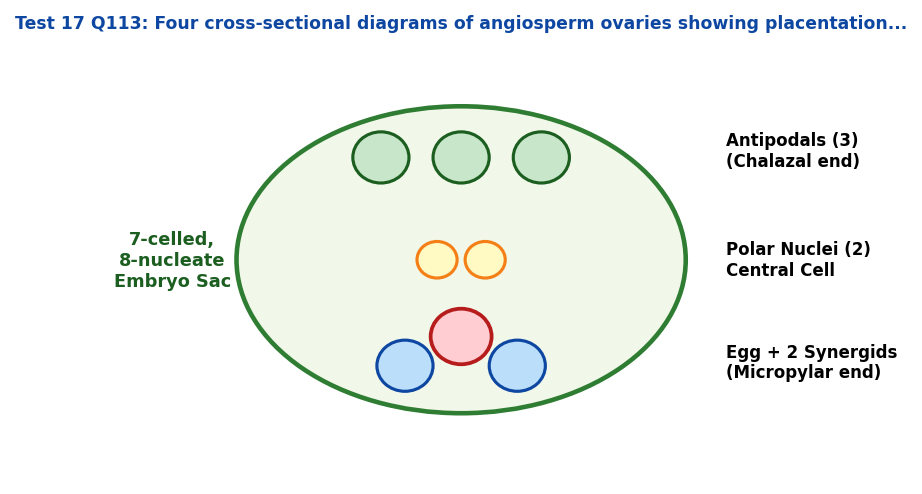 Test 17 Q113: Four cross-sectional diagrams of angiosperm ovaries showing placentation...
Antipodals (3)
(Chalazal end)
7-celled,
8-nucleate
Embryo Sac
Polar Nuclei (2)
Central Cell
Egg + 2 Synergids
(Micropylar end)